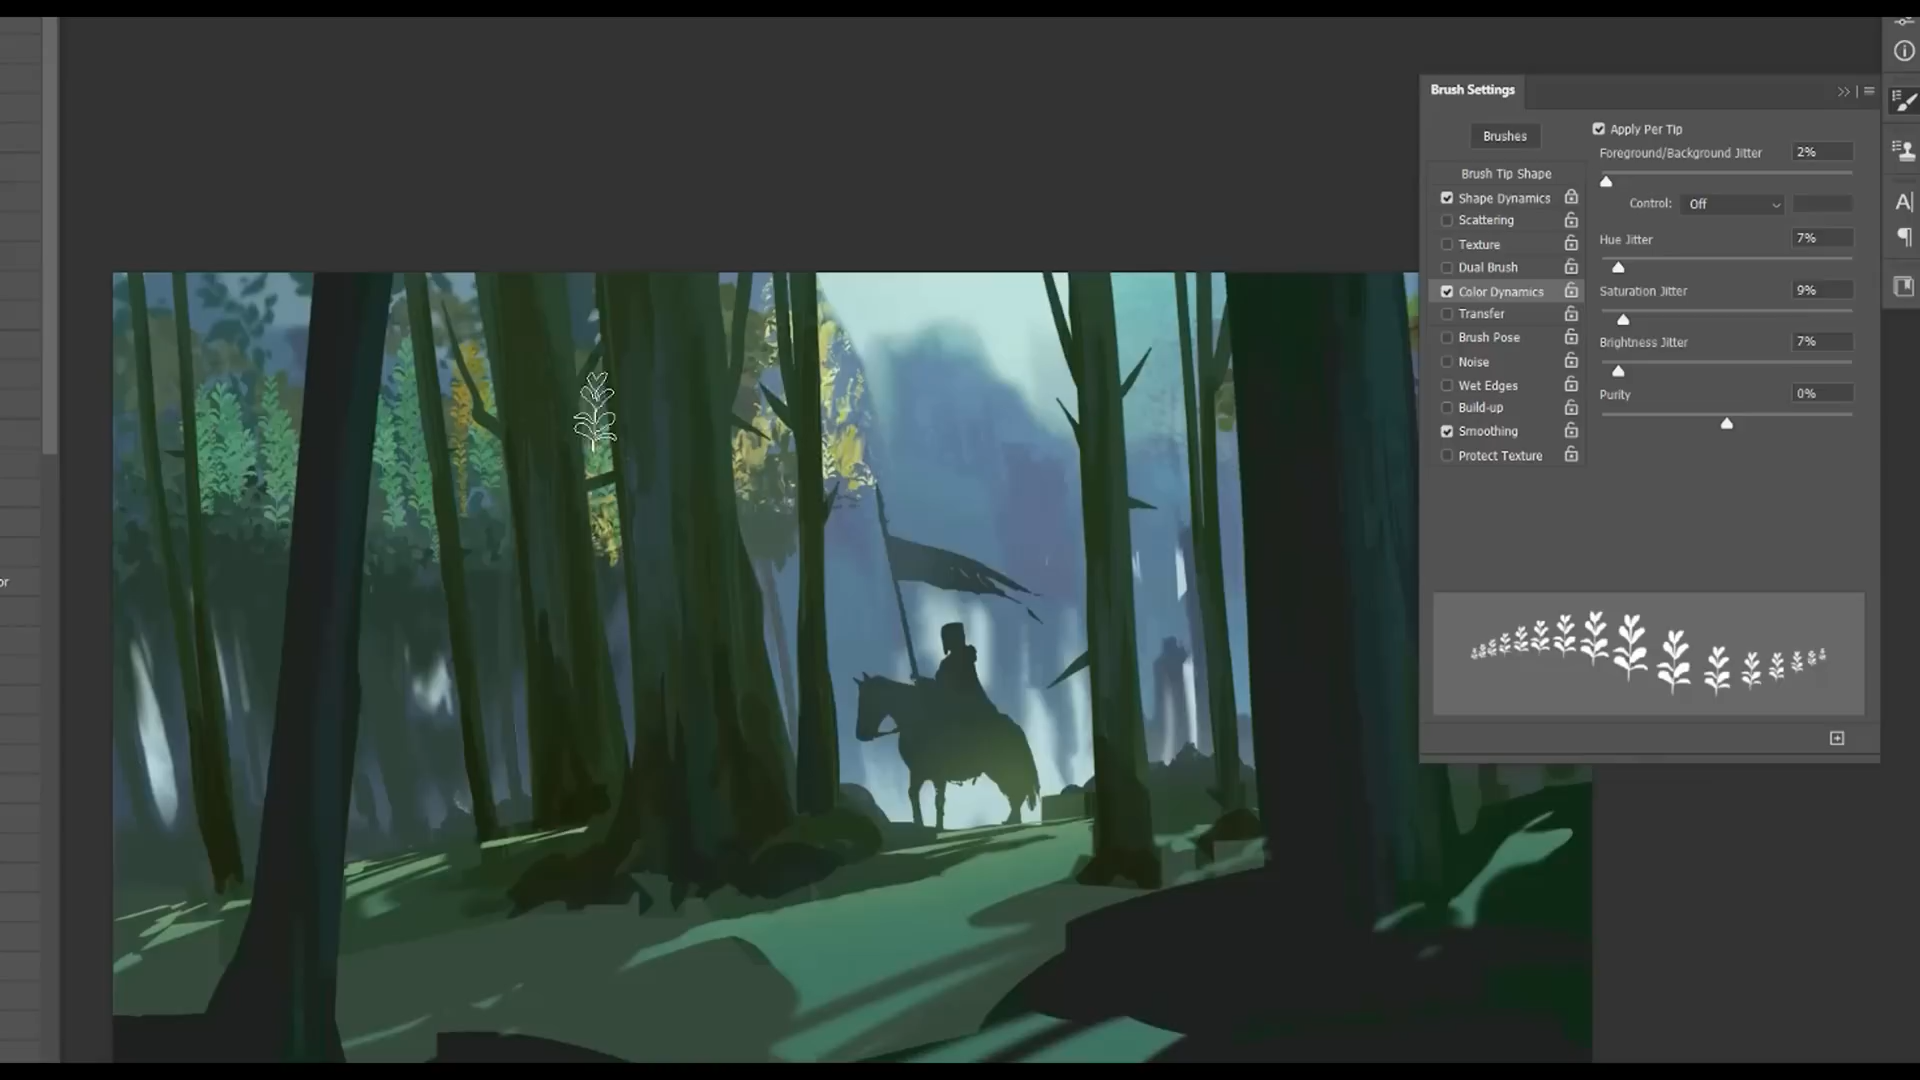 Brush Settings
Brushes
Apply Per Tip
Foreground/Background Jitter 2%
Brush Tip Shape
Shape Dynamics
Control: Off
Scattering
Hue Jitter 7%
Texture
Dual Brush
Color Dynamics
Saturation Jitter 9%
Transfer
Brush Pose
Brightness Jitter 7%
Noise
Wet Edges
Purity 0%
Build-up
Smoothing
Protect Texture
or
A